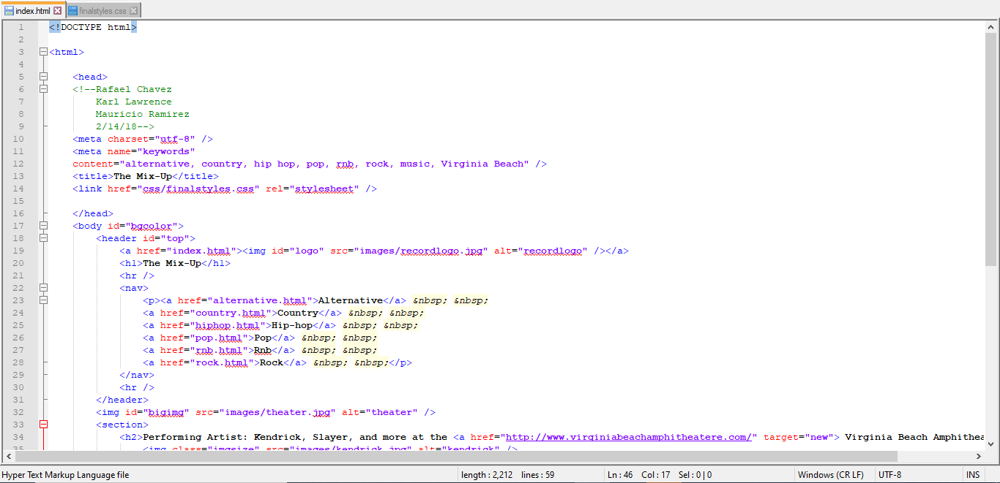 index.html finalstyles.css
1 <!DOCTYPE html>
2
3 <html>
4
5 <head>
6 <!--Rafael Chavez
7 Karl Lawrence
8 Mauricio Ramirez
9 2/14/18-->
10 <meta charset="utf-8" />
11 <meta name="keywords"
12 content="alternative, country, hip hop, pop, rnb, rock, music, Virginia Beach" />
13 <title>The Mix-Up</title>
14 <link href="css/finalstyles.css" rel="stylesheet" />
15
16 </head>
17 <body id="bgcolor">
18 <header id="top">
19 <a href="index.html"><img id="logo" src="images/recordlogo.jpg" alt="recordlogo" /></a>
20 <h1>The Mix-Up</h1>
21 <hr />
22 <nav>
23 <p><a href="alternative.html">Alternative</a> &nbsp; &nbsp;
24 <a href="country.html">Country</a> &nbsp; &nbsp;
25 <a href="hiphop.html">Hip-hop</a> &nbsp; &nbsp;
26 <a href="pop.html">Pop</a> &nbsp; &nbsp;
27 <a href="rnb.html">Rnb</a> &nbsp; &nbsp;
28 <a href="rock.html">Rock</a> &nbsp; &nbsp;</p>
29 </nav>
30 <hr />
31 </header>
32 <img id="bigimg" src="images/theater.jpg" alt="theater" />
33 <section>
34 <h2>Performing Artist: Kendrick, Slayer, and more at the <a href="http://www.virginiabeachamphitheatere.com/" target="new"> Virginia Beach Amphithea
35 <img class="imgsize" src="images/kendrick.jpg" alt="kendrick" />
Hyper Text Markup Language file length : 2,212 lines : 59 Ln : 46 Col : 17 Sel : 0 | 0 Windows (CR LF) UTF-8 INS